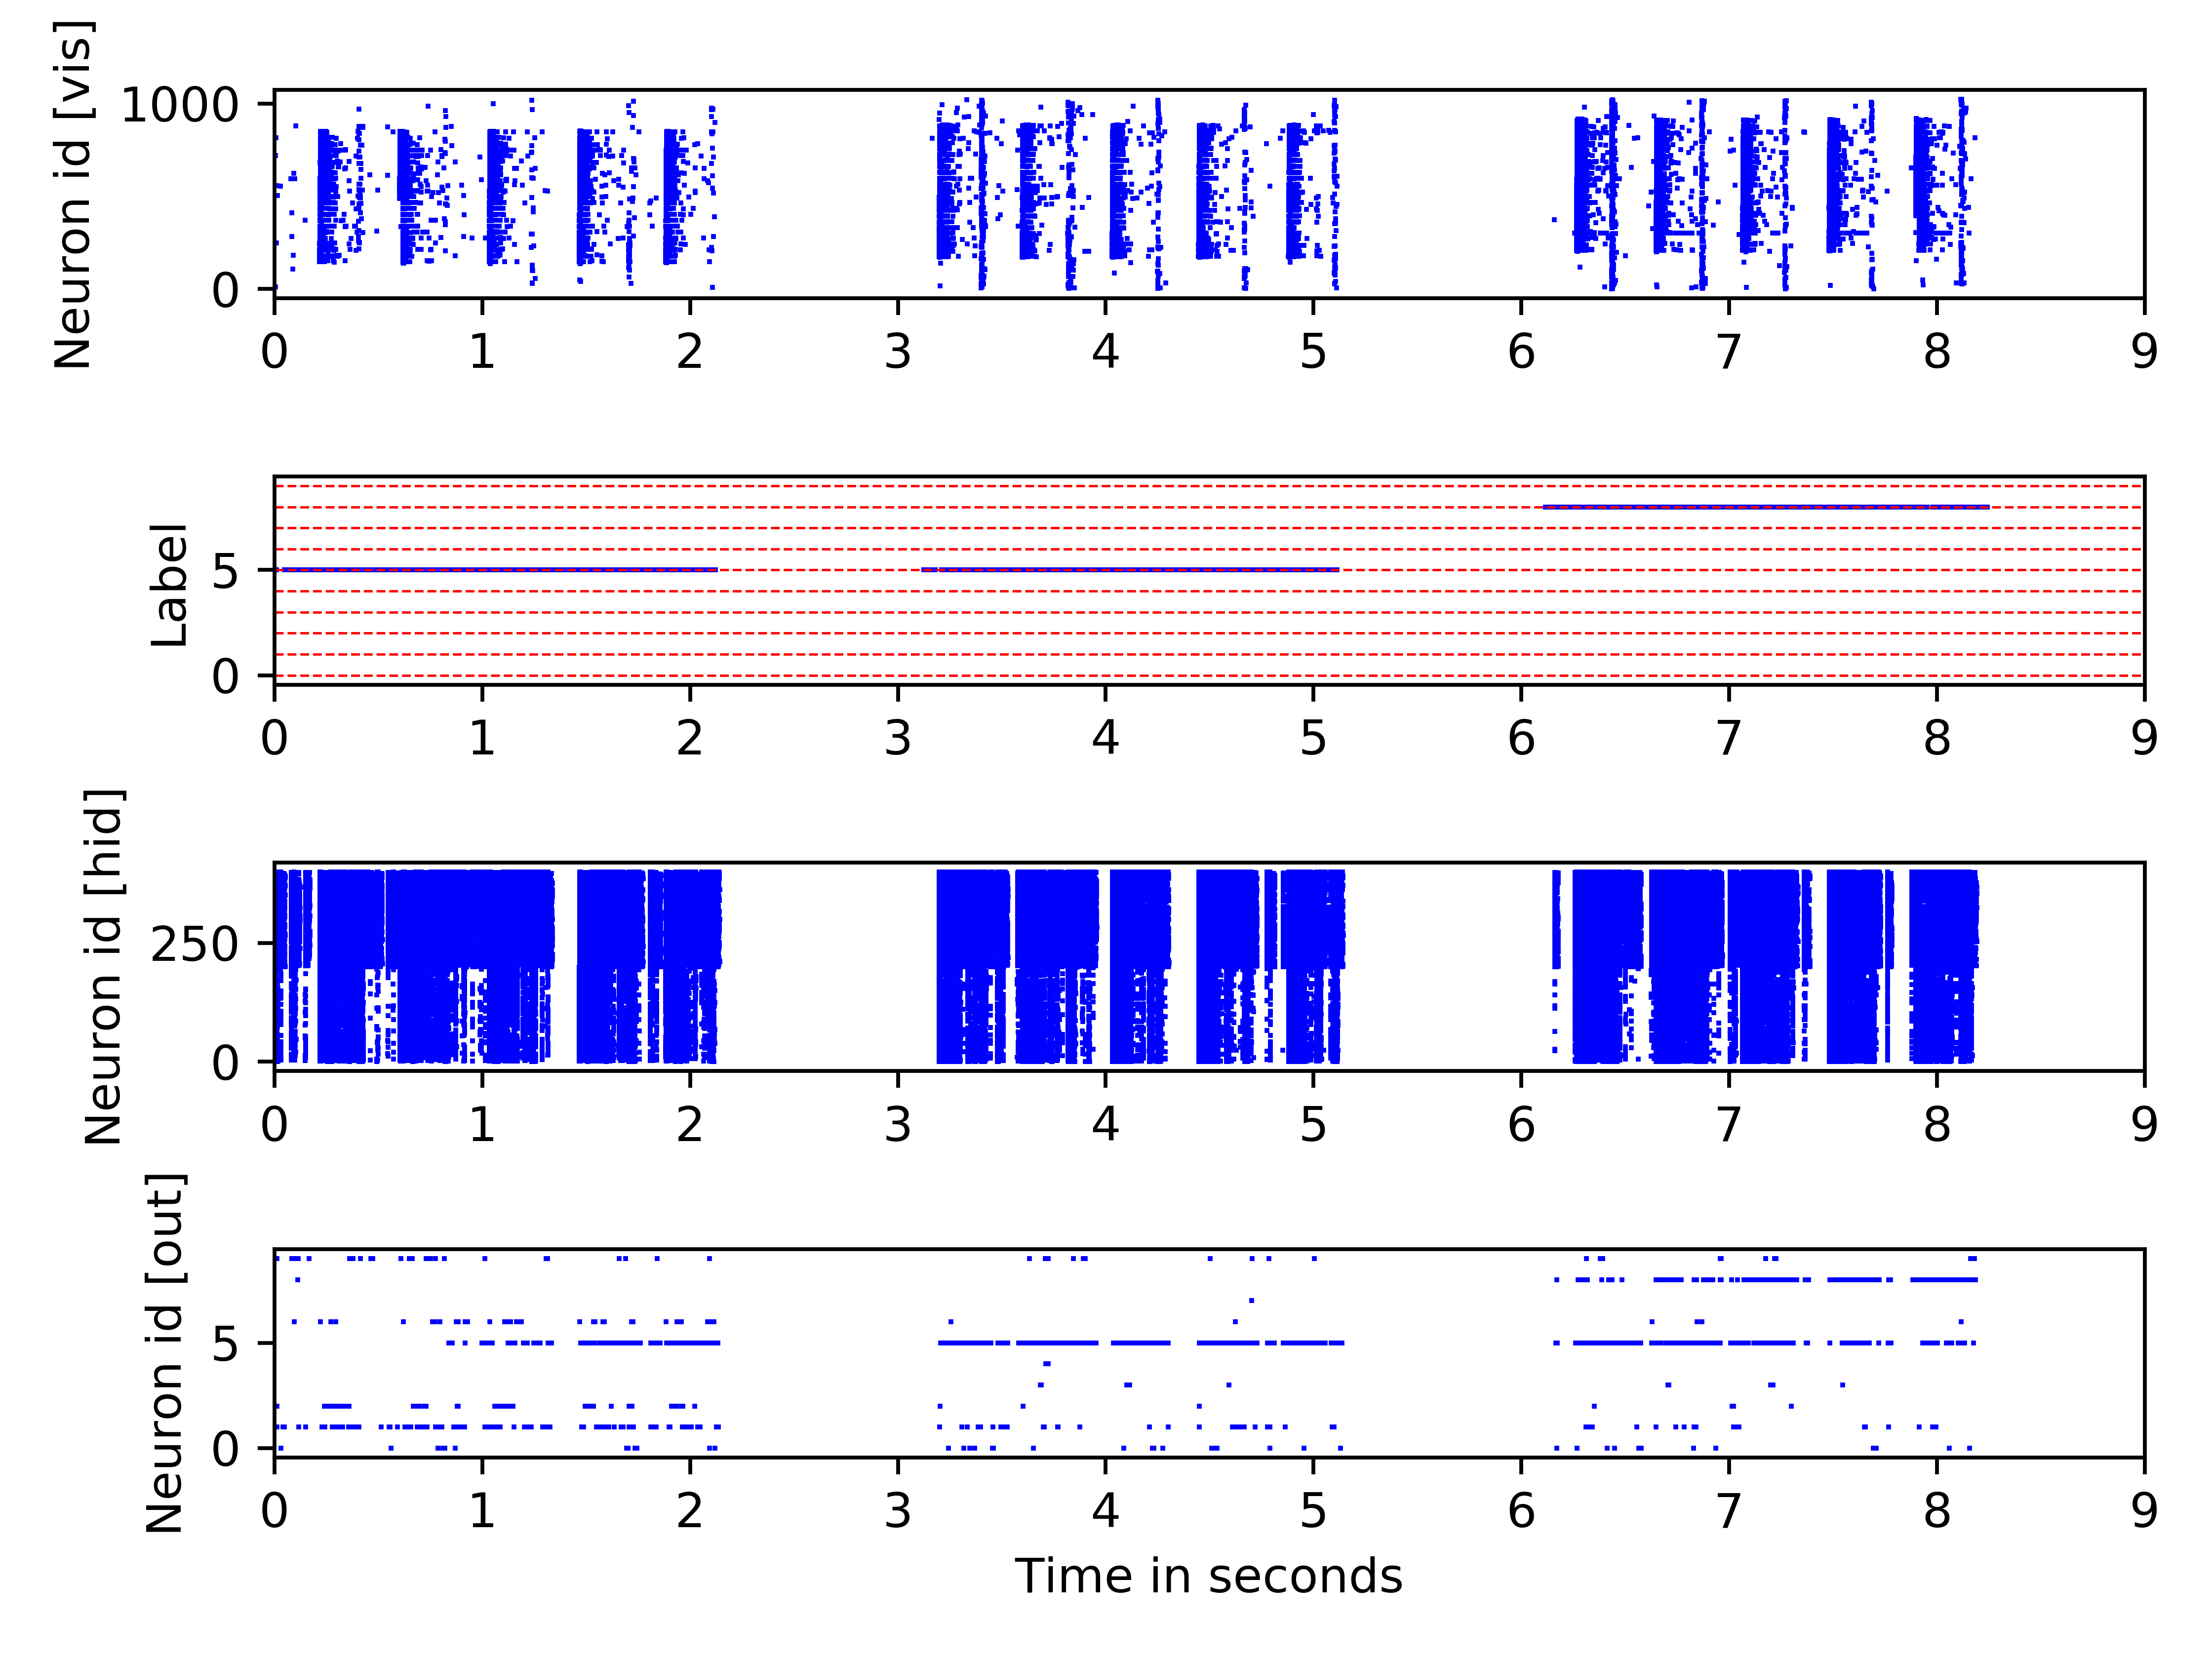 Neuron id [vis]
1000
0
0 1 2 3 4 5 6 7 8 9
Label
5
0
0 1 2 3 4 5 6 7 8 9
Neuron id [hid]
250
0
0 1 2 3 4 5 6 7 8 9
Neuron id [out]
5
0
0 1 2 3 4 5 6 7 8 9
Time in seconds